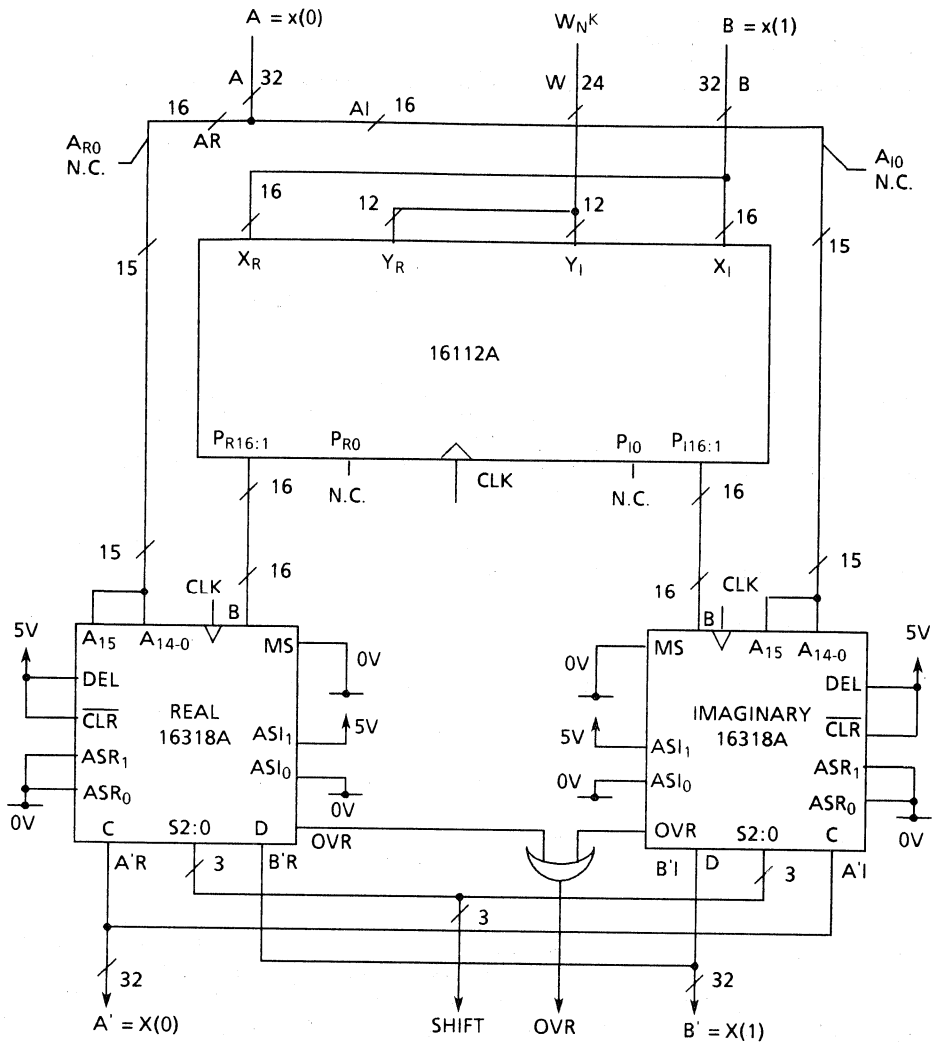 A = x(0)
W_N^K
B = x(1)
A 32
W 24
32 B
16
AR
AI 16
A_R0
N.C.
A_I0
N.C.
16
12
12
16
15
15
X_R
Y_R
Y_I
X_I
16112A
P_R16:1
P_R0
P_I0
P_I16:1
CLK
N.C.
N.C.
16
16
15
15
16
16
CLK
B
CLK
B
5V
A_15
A_14-0
MS
0V
DEL
CLR
REAL
16318A
ASI_1
5V
ASR_1
ASI_0
0V
ASR_0
0V
C
S2:0
D
OVR
A'R
3
B'R
MS
0V
A_15
A_14-0
5V
DEL
IMAGINARY
16318A
CLR
5V
ASI_1
0V
ASI_0
ASR_1
ASR_0
0V
OVR
S2:0
C
B'I
D
3
A'I
3
32
32
A' = X(0)
SHIFT
OVR
B' = X(1)